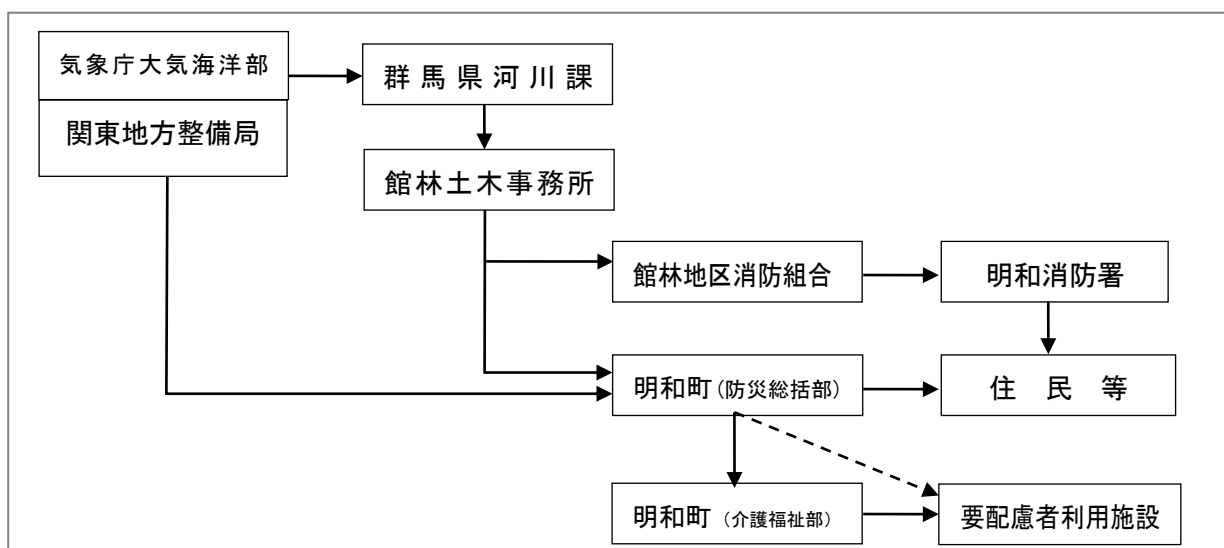 気象庁大気海洋部
関東地方整備局
群馬県河川課
館林土木事務所
館林地区消防組合
明和消防署
明和町(防災総括部)
住民等
明和町(介護福祉部)
要配慮者利用施設